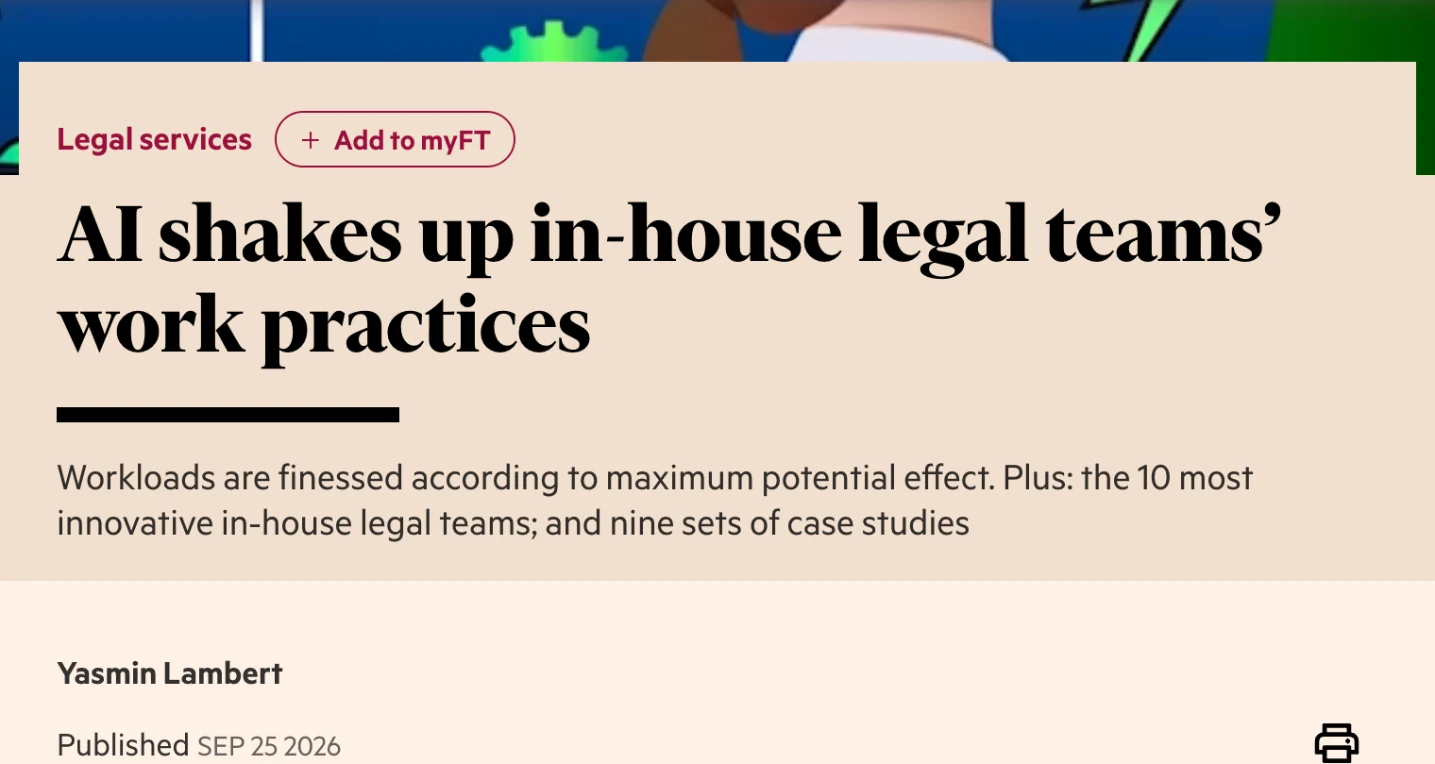 Legal services
+ Add to myFT
AI shakes up in-house legal teams’
work practices
Workloads are finessed according to maximum potential effect. Plus: the 10 most
innovative in-house legal teams; and nine sets of case studies
Yasmin Lambert
Published SEP 25 2026